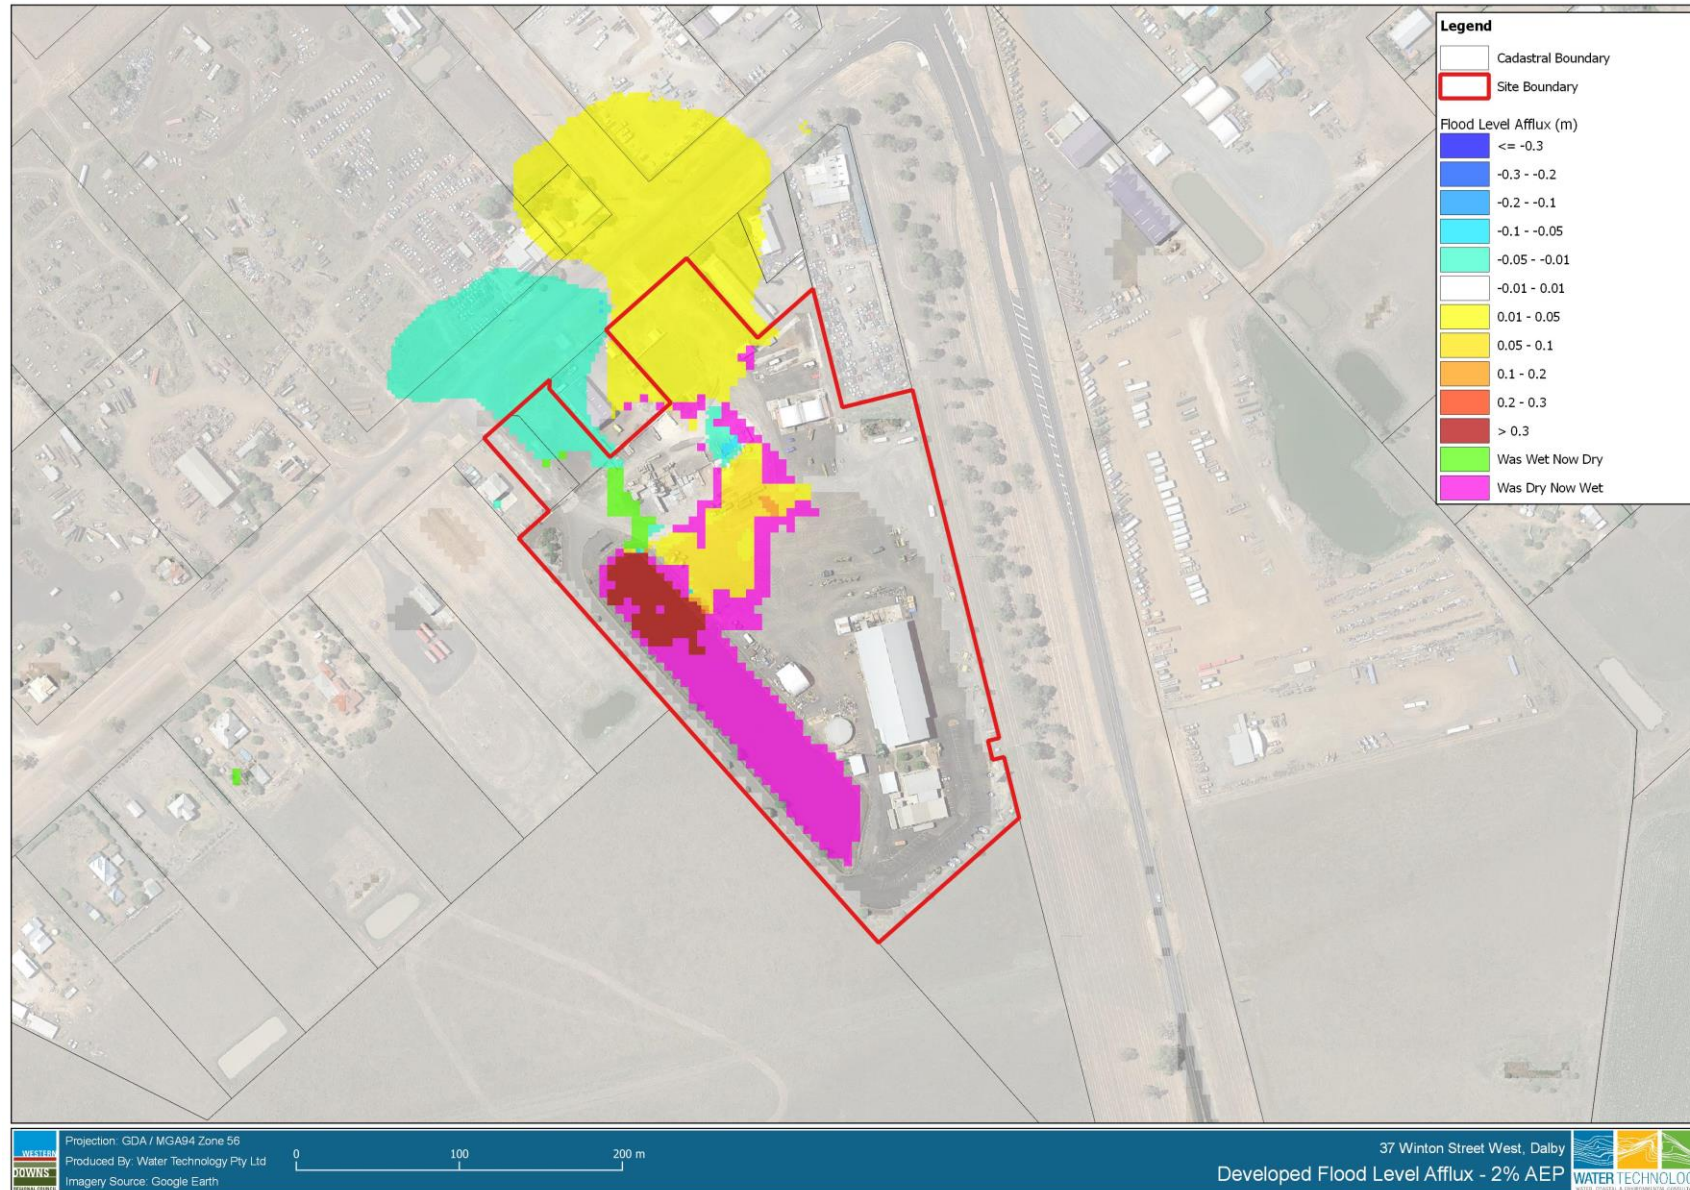 Legend
Cadastral Boundary
Site Boundary
Flood Level Afflux (m)
<= -0.3
-0.3 - -0.2
-0.2 - -0.1
-0.1 - -0.05
-0.05 - -0.01
-0.01 - 0.01
0.01 - 0.05
0.05 - 0.1
0.1 - 0.2
0.2 - 0.3
> 0.3
Was Wet Now Dry
Was Dry Now Wet
WESTERN
DOWNS
REGIONAL COUNCIL
Projection: GDA / MGA94 Zone 56
Produced By: Water Technology Pty Ltd
Imagery Source: Google Earth
0 100 200 m
37 Winton Street West, Dalby
Developed Flood Level Afflux - 2% AEP
WATER TECHNOLOG